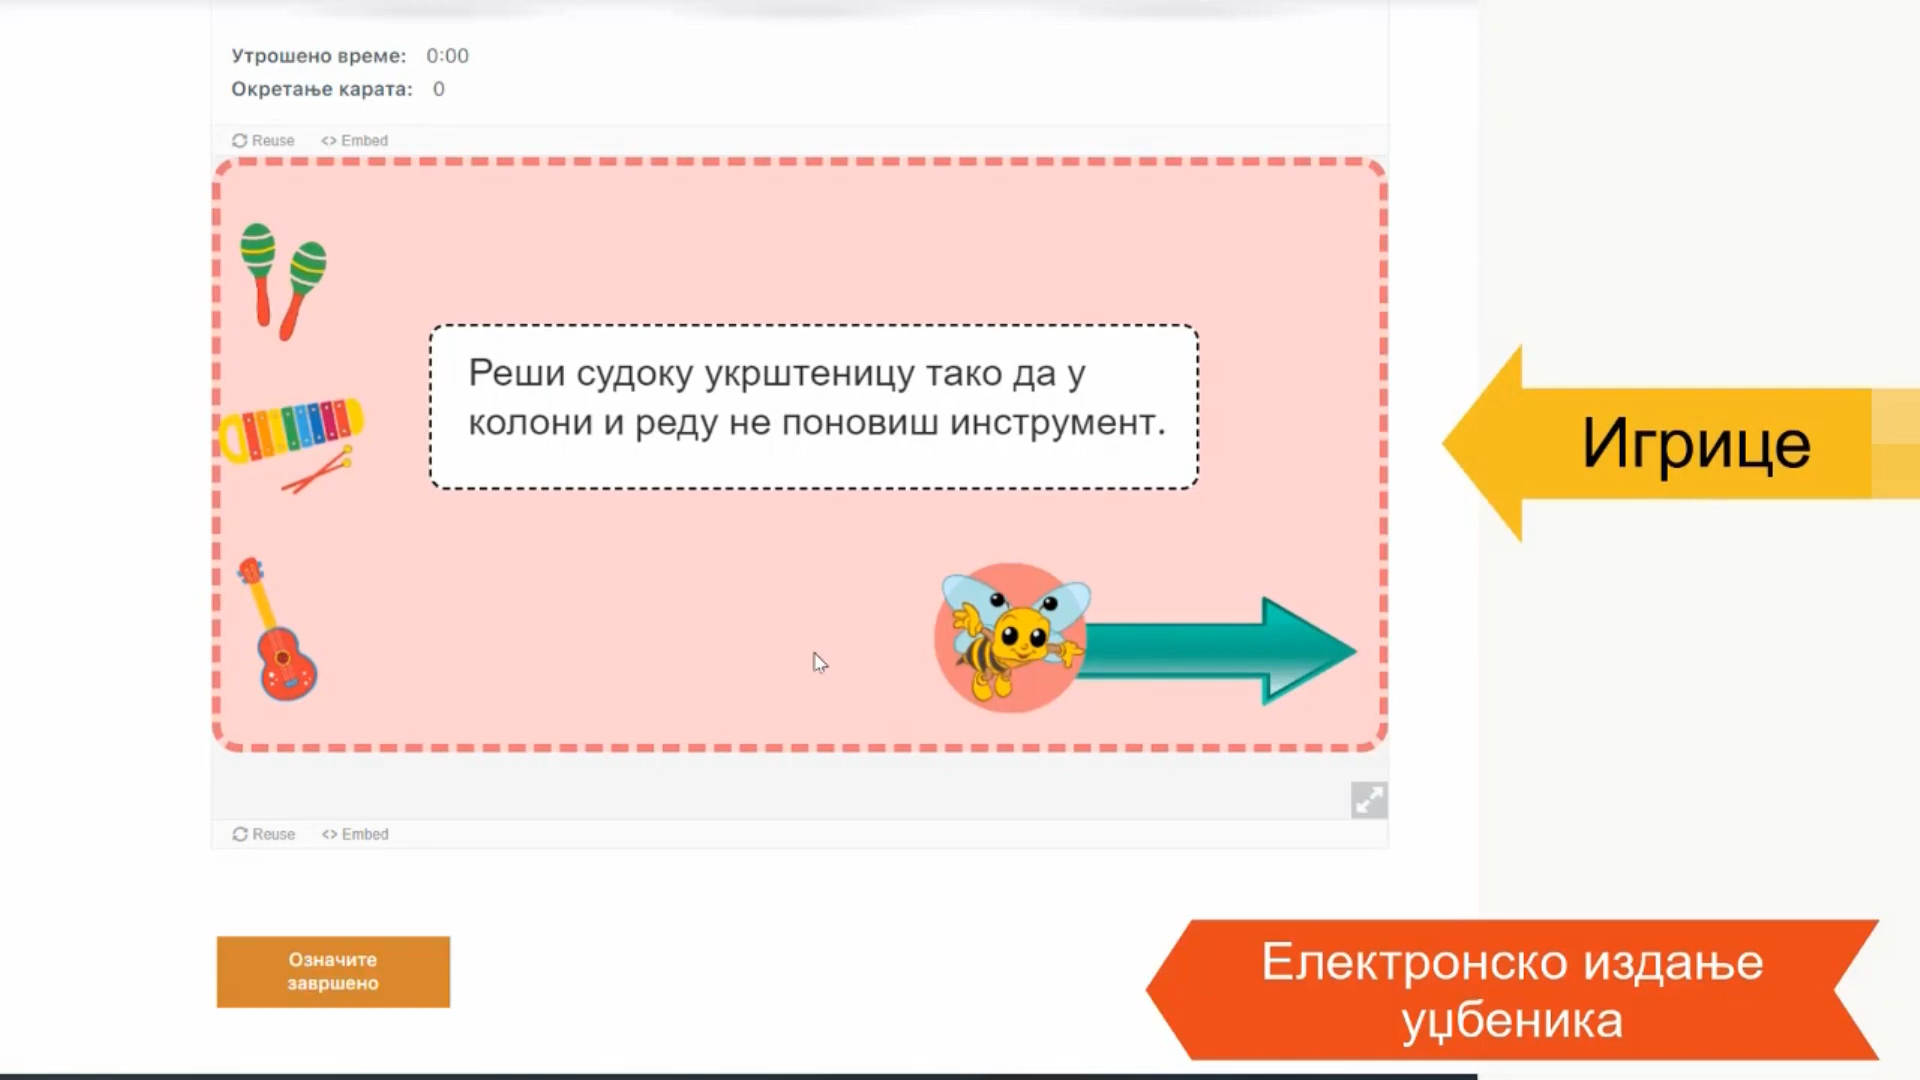 Утрошено време: 0:00
Окретање карата: 0
Reuse <> Embed
Реши судоку укрштеницу тако да у
колони и реду не поновиш инструмент.
Игрице
Reuse <> Embed
Означите
завршено
Електронско издање
уџбеника